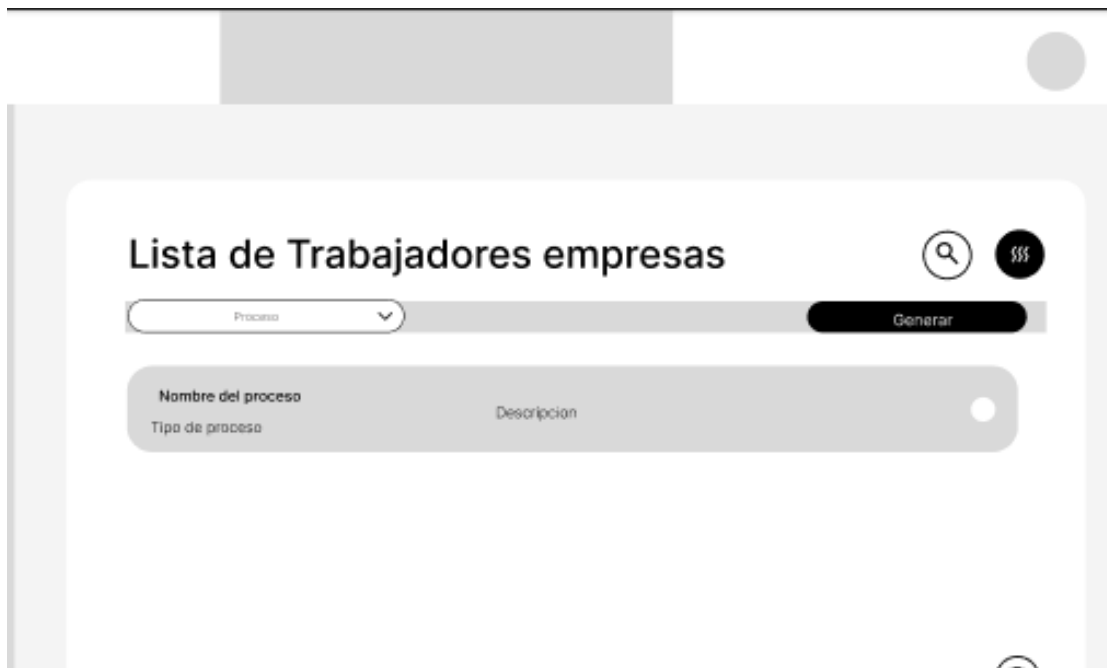 Lista de Trabajadores empresas
Proceso
Generar
Nombre del proceso
Tipo de proceso
Descripcion